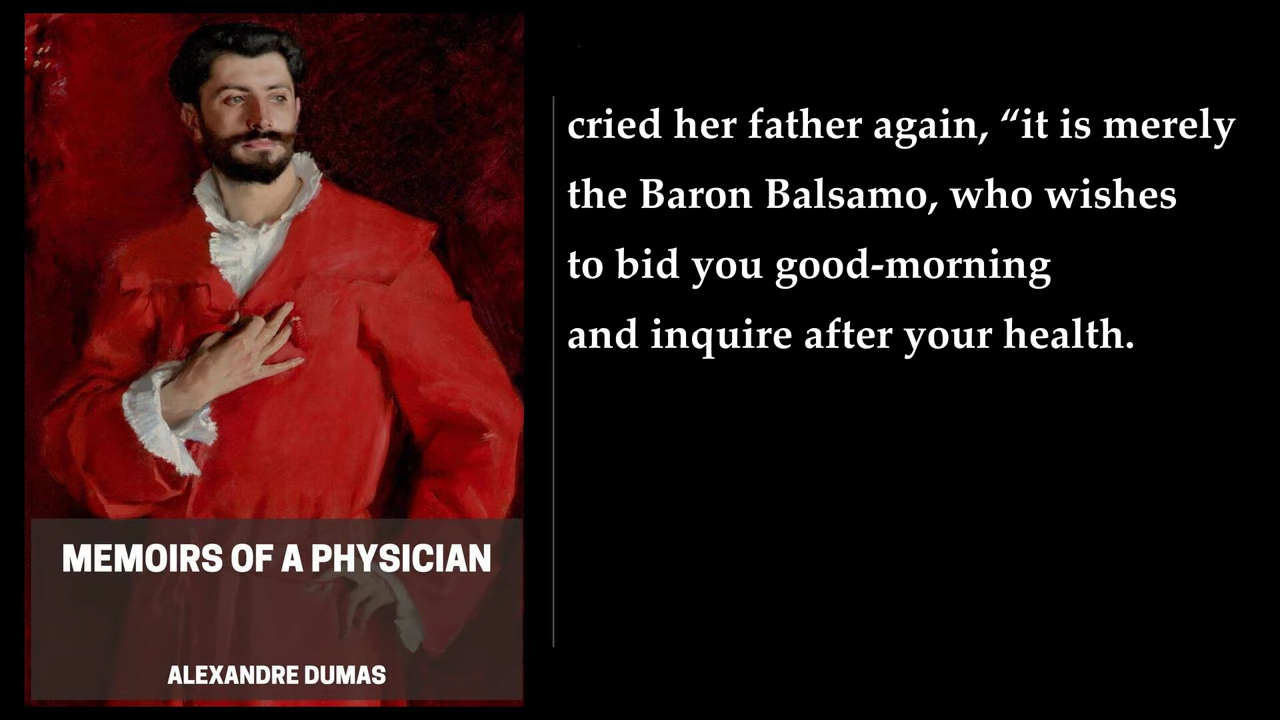 cried her father again, “it is merely
the Baron Balsamo, who wishes
to bid you good-morning
and inquire after your health.
MEMOIRS OF A PHYSICIAN
ALEXANDRE DUMAS